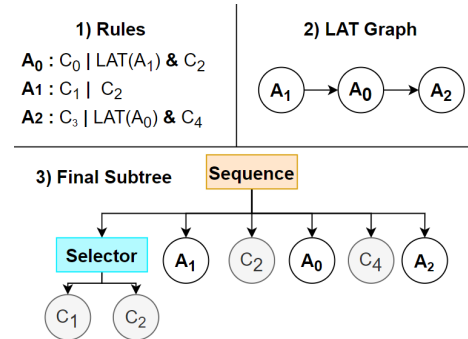 1) Rules
A0 : C0 | LAT(A1) & C2
A1 : C1 | C2
A2 : C3 | LAT(A0) & C4
2) LAT Graph
A1 A0 A2
3) Final Subtree
Sequence
Selector A1 C2 A0 C4 A2
C1 C2